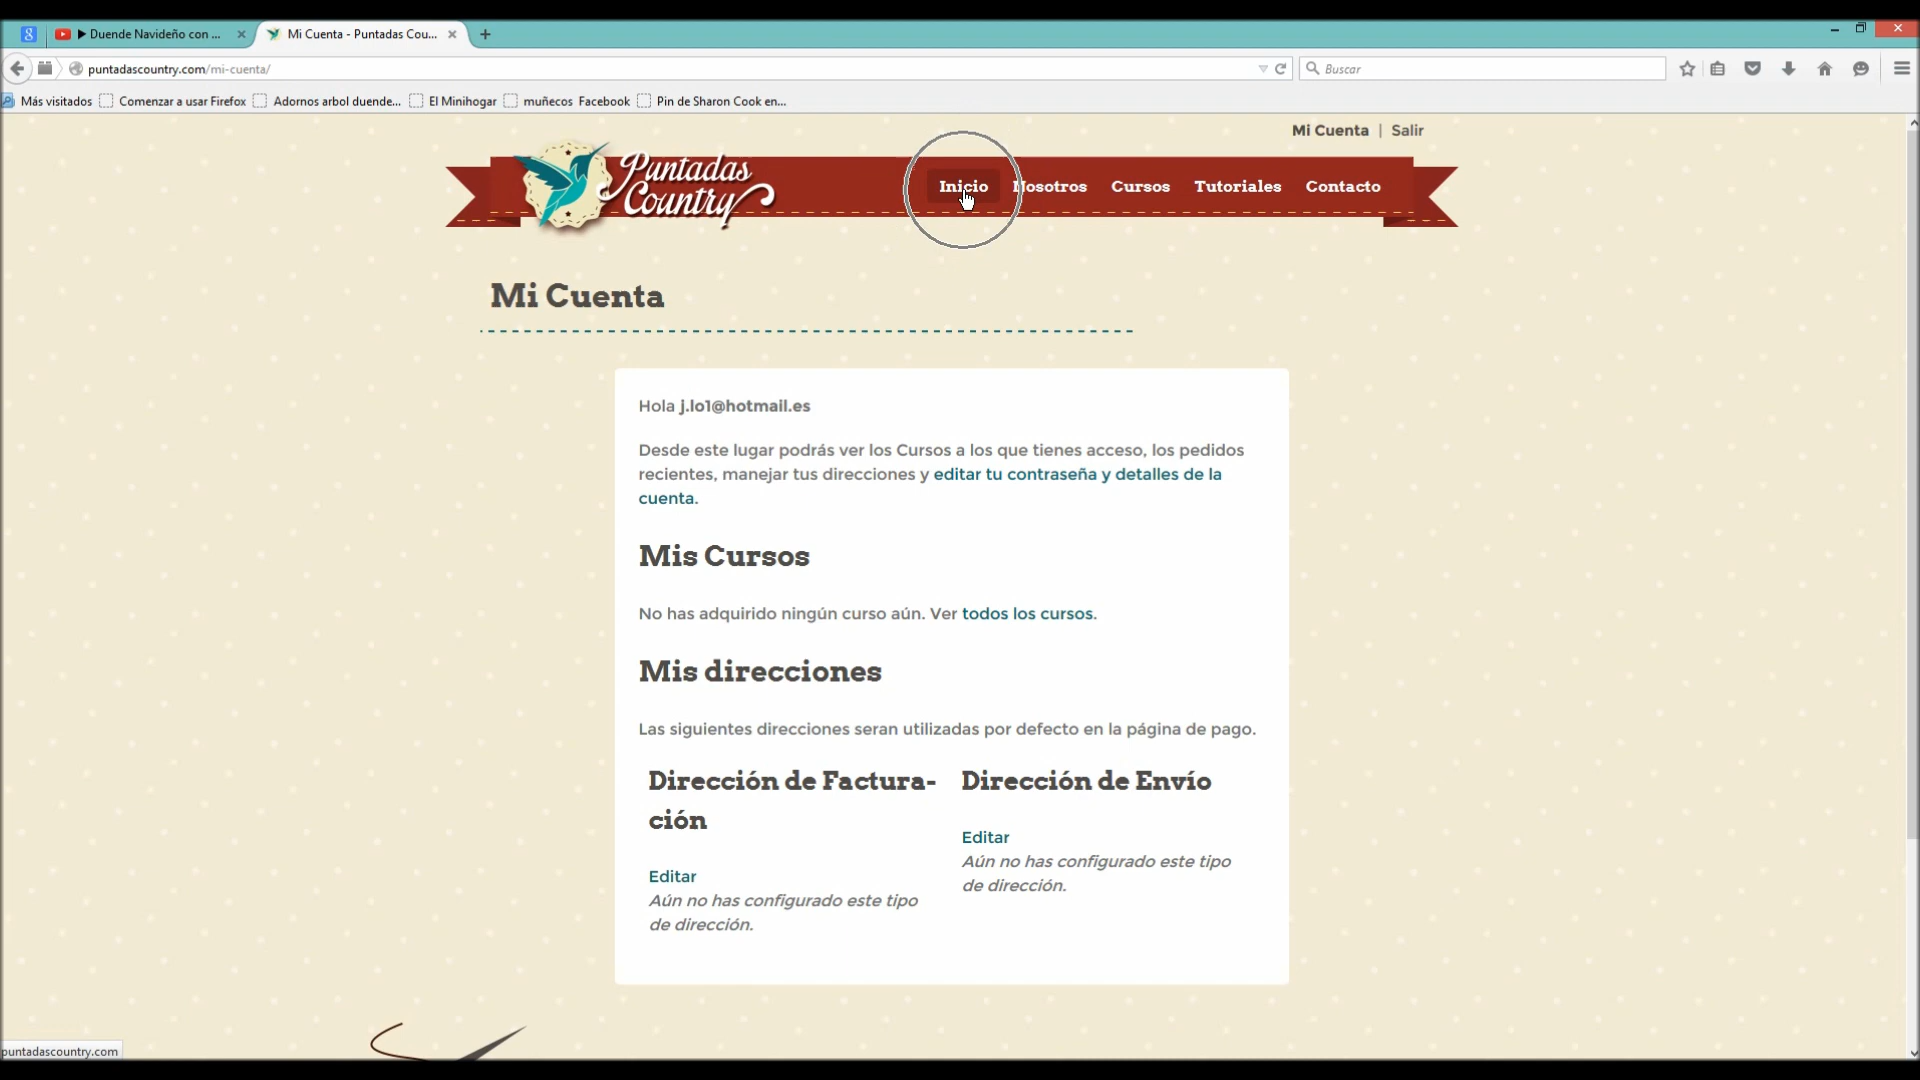 Duende Navideño con ...
Mi Cuenta - Puntadas Cou...
puntadascountry.com/mi-cuenta/
Buscar
Más visitados
Comenzar a usar Firefox
Adornos arbol duende...
El Minihogar
muñecos Facebook
Pin de Sharon Cook en...
Mi Cuenta | Salir
Puntadas
Country
Inicio
Nosotros
Cursos
Tutoriales
Contacto
Mi Cuenta
Hola j.lo1@hotmail.es
Desde este lugar podrás ver los Cursos a los que tienes acceso, los pedidos
recientes, manejar tus direcciones y editar tu contraseña y detalles de la
cuenta.
Mis Cursos
No has adquirido ningún curso aún. Ver todos los cursos.
Mis direcciones
Las siguientes direcciones seran utilizadas por defecto en la página de pago.
Dirección de Factura-
ción
Editar
Aún no has configurado este tipo
de dirección.
Dirección de Envío
Editar
Aún no has configurado este tipo
de dirección.
puntadascountry.com